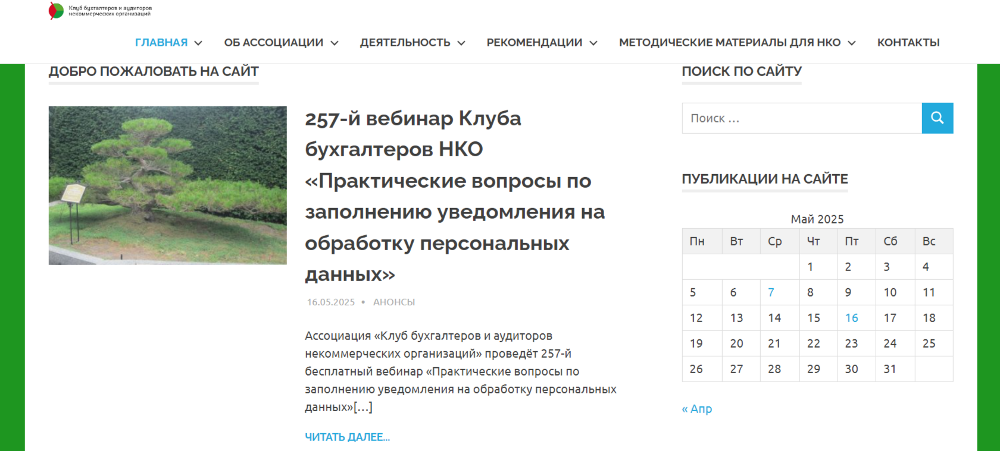 Клуб бухгалтеров и аудиторов
некоммерческих организаций
ГЛАВНАЯ ОБ АССОЦИАЦИИ ДЕЯТЕЛЬНОСТЬ РЕКОМЕНДАЦИИ МЕТОДИЧЕСКИЕ МАТЕРИАЛЫ ДЛЯ НКО КОНТАКТЫ
ДОБРО ПОЖАЛОВАТЬ НА САЙТ
257-й вебинар Клуба
бухгалтеров НКО
«Практические вопросы по
заполнению уведомления на
обработку персональных
данных»
16.05.2025 • АНОНСЫ
Ассоциация «Клуб бухгалтеров и аудиторов
некоммерческих организаций» проведёт 257-й
бесплатный вебинар «Практические вопросы по
заполнению уведомления на обработку персональных
данных»[…]
ЧИТАТЬ ДАЛЕЕ...
ПОИСК ПО САЙТУ
Поиск …
ПУБЛИКАЦИИ НА САЙТЕ
Май 2025
Пн Вт Ср Чт Пт Сб Вс
1 2 3 4
5 6 7 8 9 10 11
12 13 14 15 16 17 18
19 20 21 22 23 24 25
26 27 28 29 30 31
« Апр